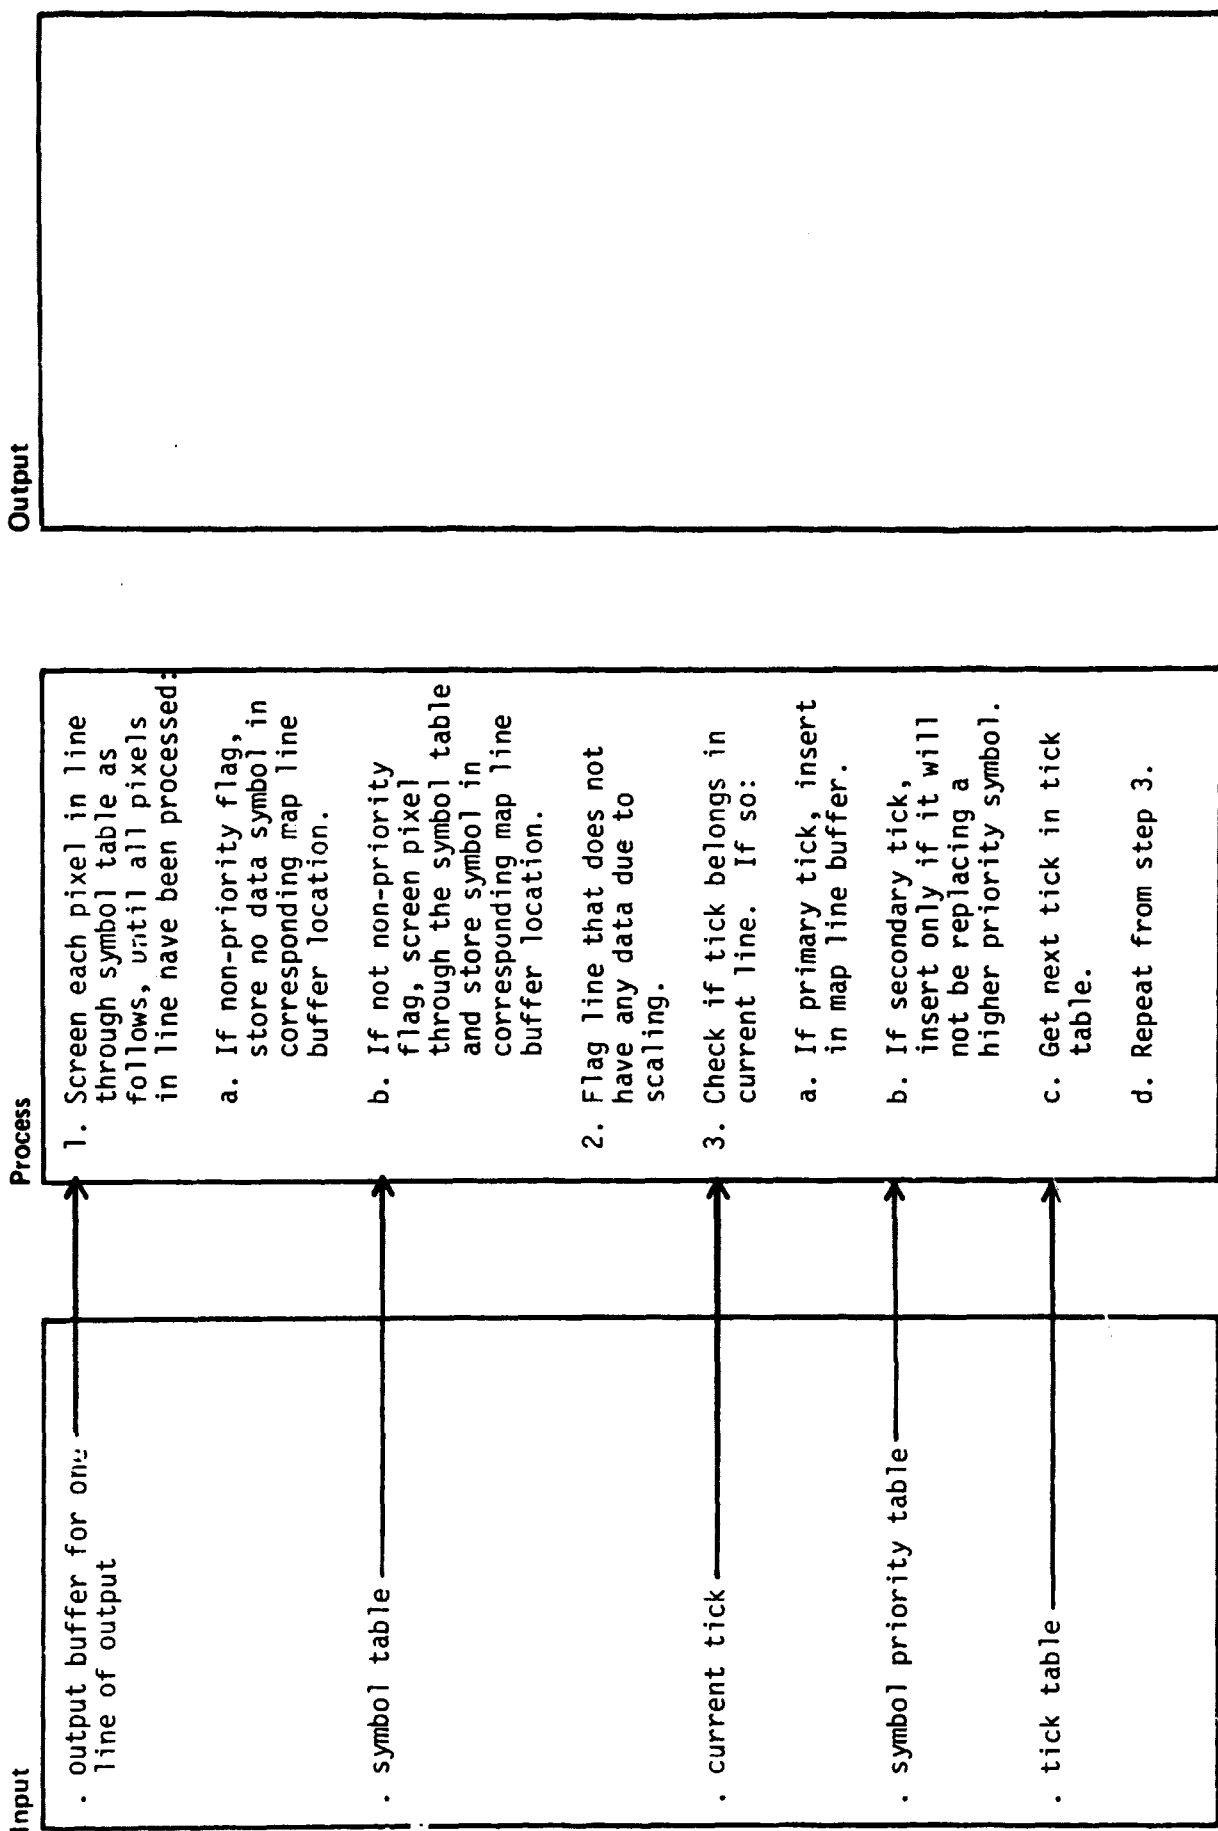 Input
. output buffer for one
line of output
. symbol table
. current tick
. symbol priority table
. tick table
Process
1. Screen each pixel in line
through symbol table as
follows, until all pixels
in line nave been processed:
a. If non-priority flag,
store no data symbol in
corresponding map line
buffer location.
b. If not non-priority
flag, screen pixel
through the symbol table
and store symbol in
correspunding map line
buffer location.
2. Flag line that does not
have any data due to
scaling.
3. Check if tick belongs in
current line. If so:
a. If primary tick, insert
in map line buffer.
b. If secondary tick,
insert only if it will
not be replacing a
higher priority symbol.
c. Get next tick in tick
table.
d. Repeat from step 3.
Output